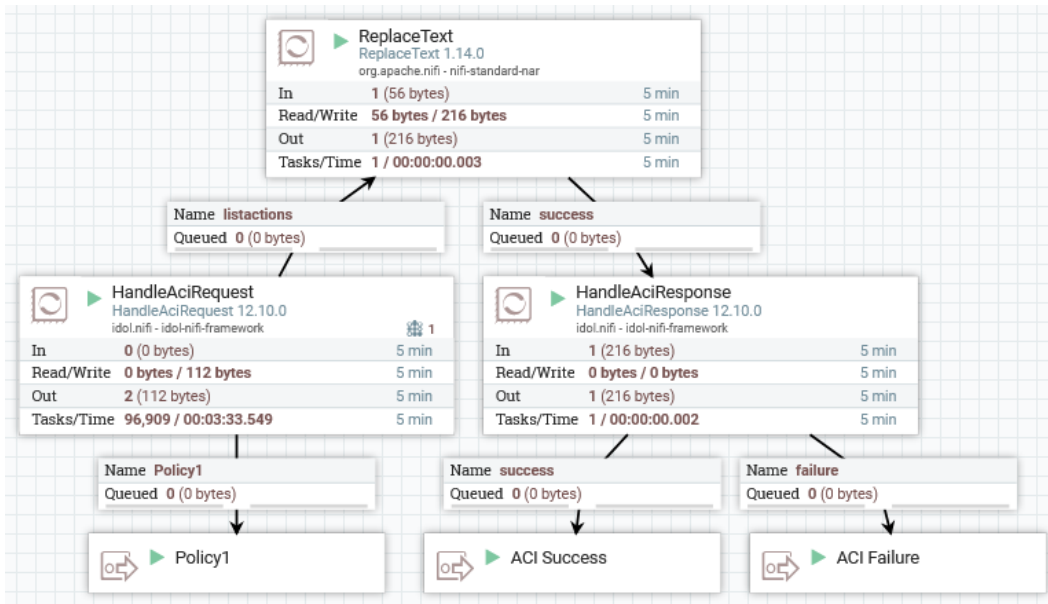 ReplaceText
ReplaceText 1.14.0
org.apache.nifi - nifi-standard-nar
In 1 (56 bytes) 5 min
Read/Write 56 bytes / 216 bytes 5 min
Out 1 (216 bytes) 5 min
Tasks/Time 1 / 00:00:00.003 5 min
Name listactions
Queued 0 (0 bytes)
Name success
Queued 0 (0 bytes)
HandleAciRequest
HandleAciRequest 12.10.0
idol.nifi - idol-nifi-framework
1
In 0 (0 bytes) 5 min
Read/Write 0 bytes / 112 bytes 5 min
Out 2 (112 bytes) 5 min
Tasks/Time 96,909 / 00:03:33.549 5 min
HandleAciResponse
HandleAciResponse 12.10.0
idol.nifi - idol-nifi-framework
In 1 (216 bytes) 5 min
Read/Write 0 bytes / 0 bytes 5 min
Out 1 (216 bytes) 5 min
Tasks/Time 1 / 00:00:00.002 5 min
Name Policy1
Queued 0 (0 bytes)
Name success
Queued 0 (0 bytes)
Name failure
Queued 0 (0 bytes)
Policy1
ACI Success
ACI Failure